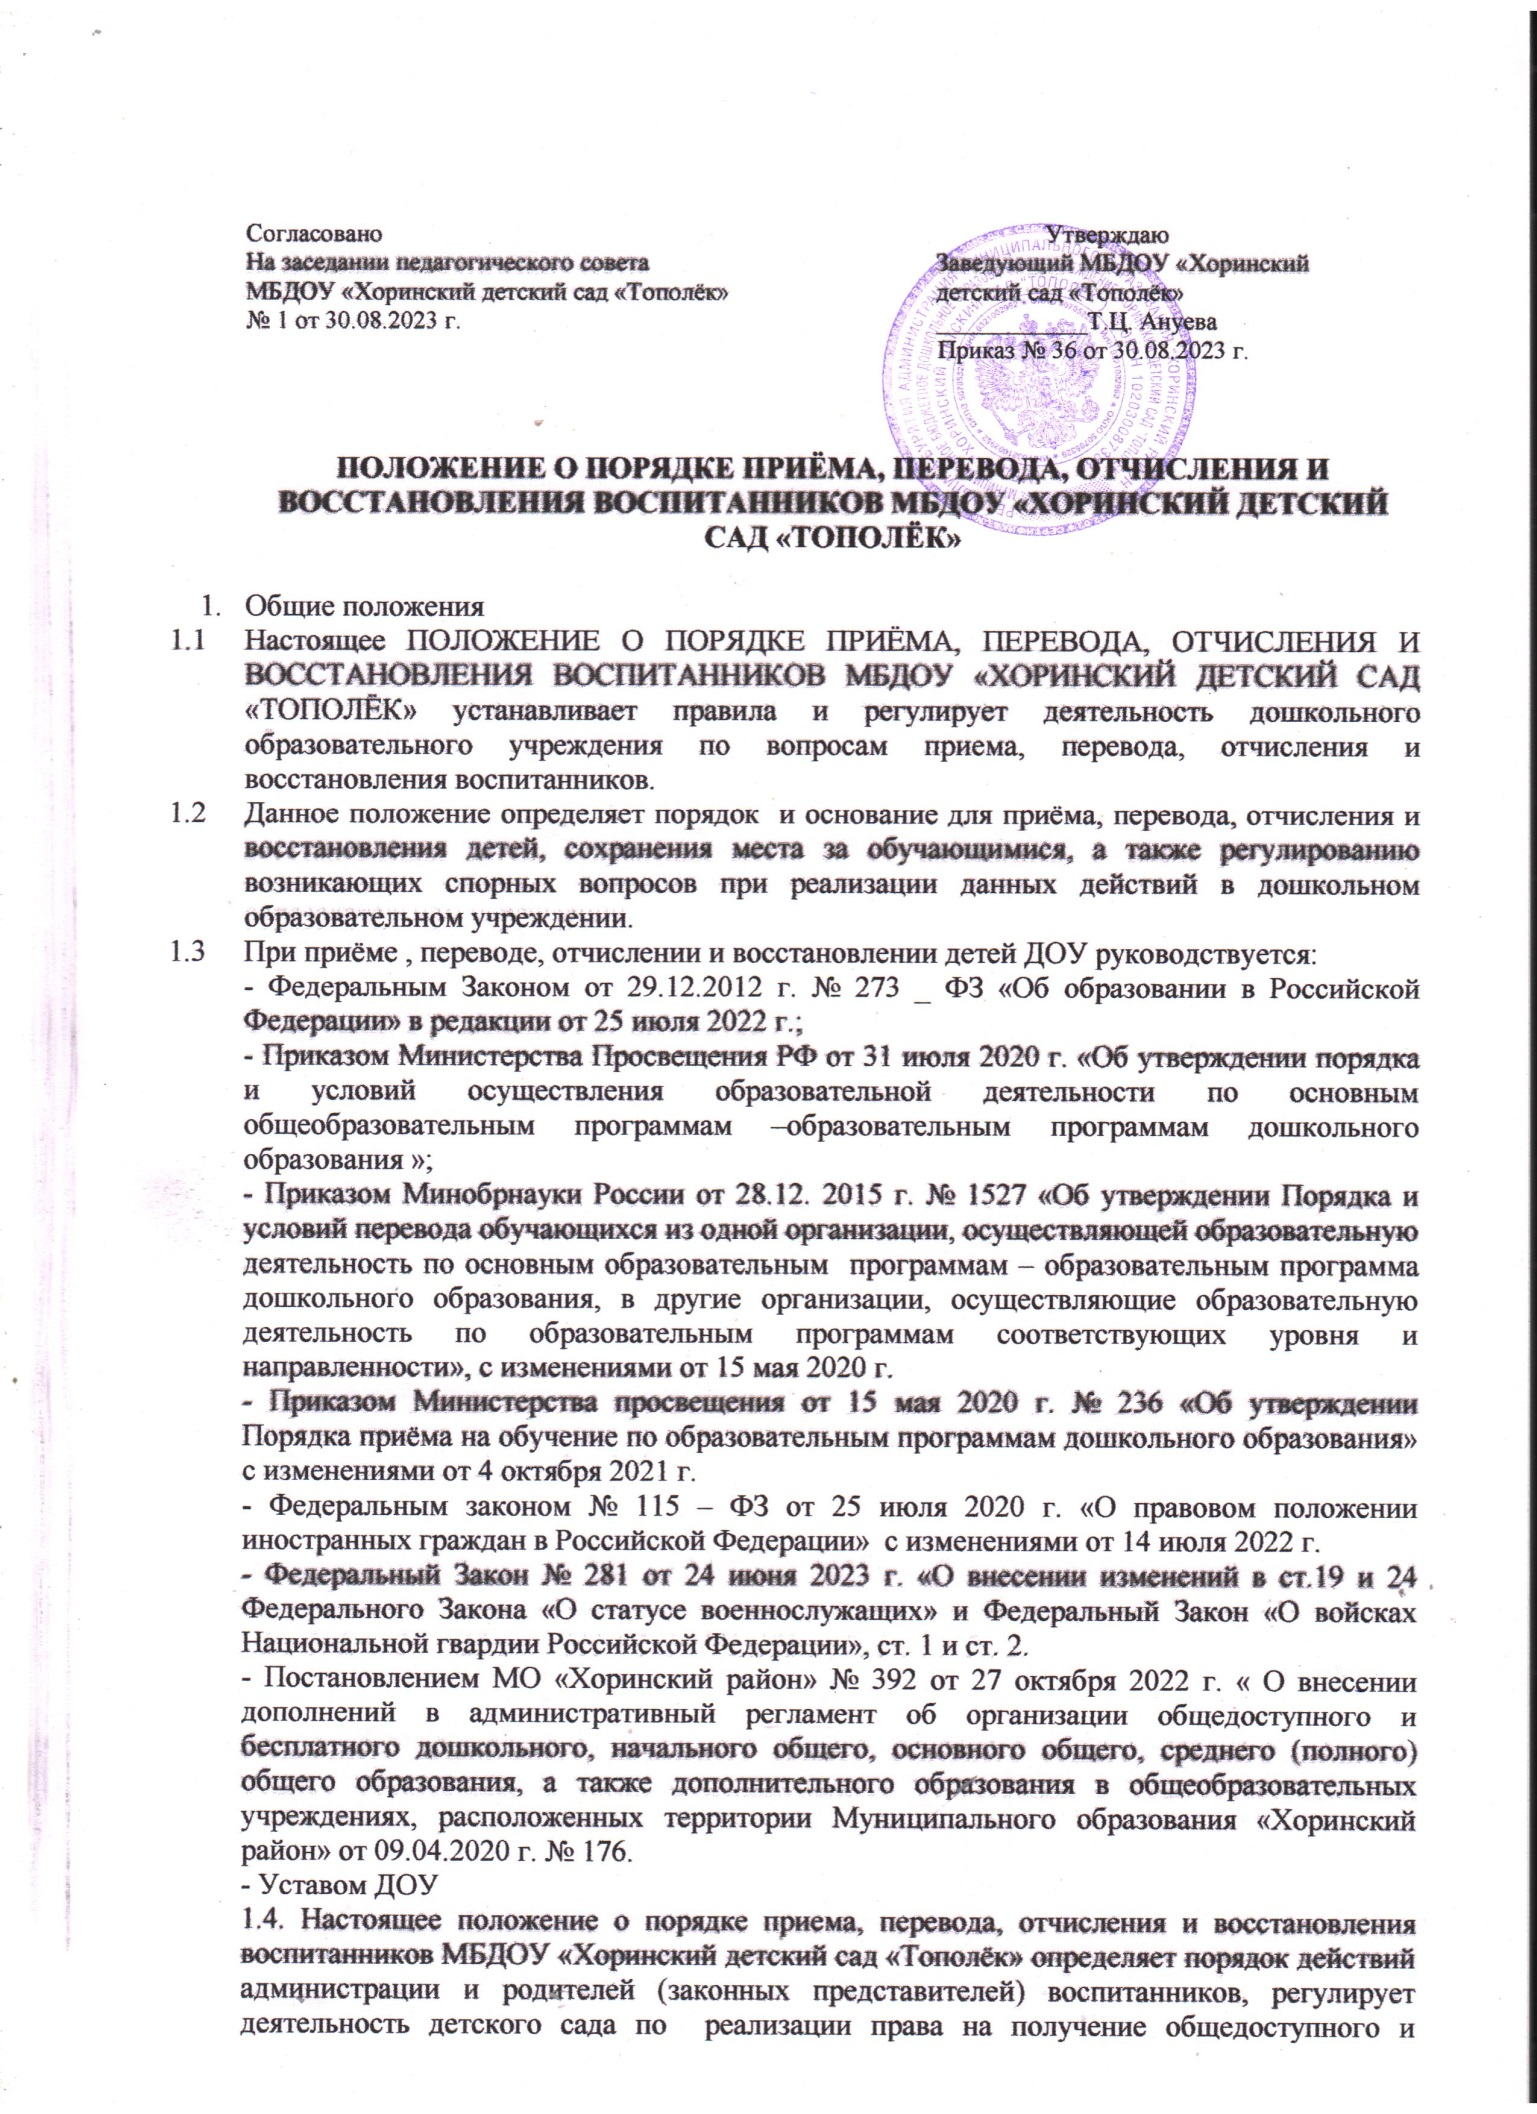 Согласовано
На заседании педагогического совета
МБДОУ «Хоринский детский сад «Тополёк»
№ 1 от 30.08.2023 г.
Утверждаю
Заведующий МБДОУ «Хоринский
детский сад «Тополёк»
____________Т.Ц. Ануева
Приказ № 36 от 30.08.2023 г.
ПОЛОЖЕНИЕ О ПОРЯДКЕ ПРИЁМА, ПЕРЕВОДА, ОТЧИСЛЕНИЯ И
ВОССТАНОВЛЕНИЯ ВОСПИТАННИКОВ МБДОУ «ХОРИНСКИЙ ДЕТСКИЙ
САД «ТОПОЛЁК»
1. Общие положения
1.1 Настоящее ПОЛОЖЕНИЕ О ПОРЯДКЕ ПРИЁМА, ПЕРЕВОДА, ОТЧИСЛЕНИЯ И
ВОССТАНОВЛЕНИЯ ВОСПИТАННИКОВ МБДОУ «ХОРИНСКИЙ ДЕТСКИЙ САД
«ТОПОЛЁК» устанавливает правила и регулирует деятельность дошкольного
образовательного учреждения по вопросам приема, перевода, отчисления и
восстановления воспитанников.
1.2 Данное положение определяет порядок и основание для приёма, перевода, отчисления и
восстановления детей, сохранения места за обучающимися, а также регулированию
возникающих спорных вопросов при реализации данных действий в дошкольном
образовательном учреждении.
1.3 При приёме , переводе, отчислении и восстановлении детей ДОУ руководствуется:
- Федеральным Законом от 29.12.2012 г. № 273 _ ФЗ «Об образовании в Российской
Федерации» в редакции от 25 июля 2022 г.;
- Приказом Министерства Просвещения РФ от 31 июля 2020 г. «Об утверждении порядка
и условий осуществления образовательной деятельности по основным
общеобразовательным программам –образовательным программам дошкольного
образования »;
- Приказом Минобрнауки России от 28.12. 2015 г. № 1527 «Об утверждении Порядка и
условий перевода обучающихся из одной организации, осуществляющей образовательную
деятельность по основным образовательным программам – образовательным программа
дошкольного образования, в другие организации, осуществляющие образовательную
деятельность по образовательным программам соответствующих уровня и
направленности», с изменениями от 15 мая 2020 г.
- Приказом Министерства просвещения от 15 мая 2020 г. № 236 «Об утверждении
Порядка приёма на обучение по образовательным программам дошкольного образования»
с изменениями от 4 октября 2021 г.
- Федеральным законом № 115 – ФЗ от 25 июля 2020 г. «О правовом положении
иностранных граждан в Российской Федерации» с изменениями от 14 июля 2022 г.
- Федеральный Закон № 281 от 24 июня 2023 г. «О внесении изменений в ст.19 и 24
Федерального Закона «О статусе военнослужащих» и Федеральный Закон «О войсках
Национальной гвардии Российской Федерации», ст. 1 и ст. 2.
- Постановлением МО «Хоринский район» № 392 от 27 октября 2022 г. « О внесении
дополнений в административный регламент об организации общедоступного и
бесплатного дошкольного, начального общего, основного общего, среднего (полного)
общего образования, а также дополнительного образования в общеобразовательных
учреждениях, расположенных территории Муниципального образования «Хоринский
район» от 09.04.2020 г. № 176.
- Уставом ДОУ
1.4. Настоящее положение о порядке приема, перевода, отчисления и восстановления
воспитанников МБДОУ «Хоринский детский сад «Тополёк» определяет порядок действий
администрации и родителей (законных представителей) воспитанников, регулирует
деятельность детского сада по реализации права на получение общедоступного и